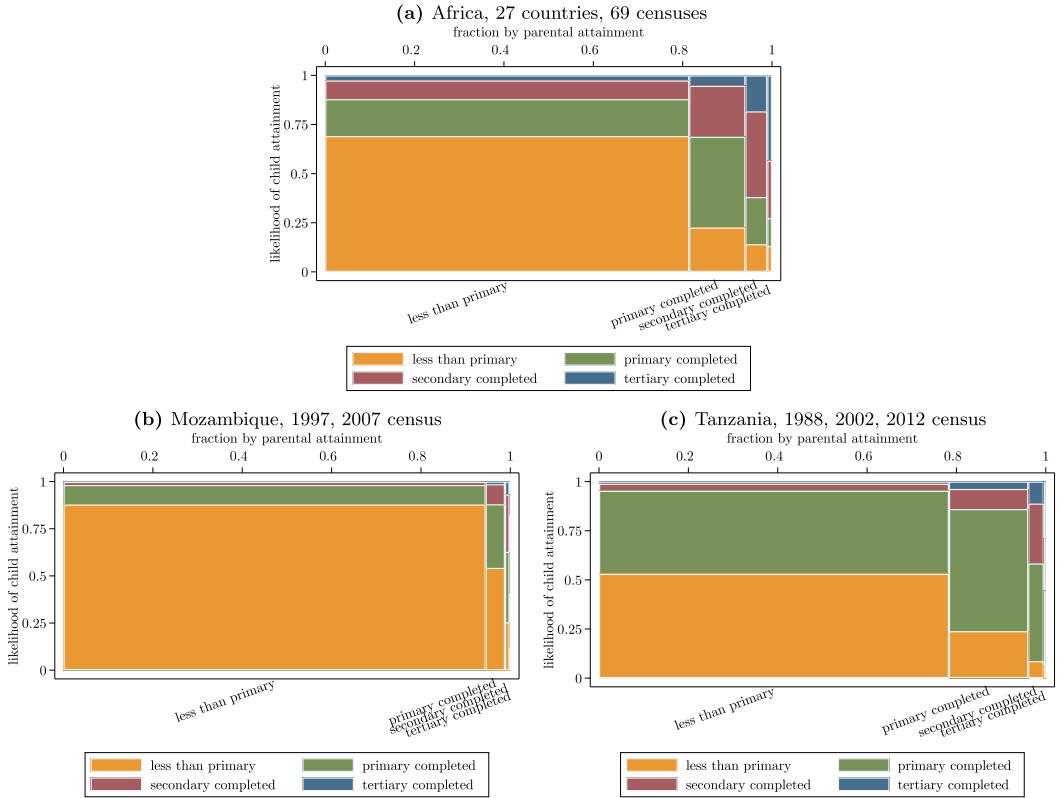 (a) Africa, 27 countries, 69 censuses
fraction by parental attainment
0 0.2 0.4 0.6 0.8 1
likelihood of child attainment
1
0.75
0.5
0.25
0
less than primary
primary completed
secondary completed
tertiary completed
less than primary primary completed
secondary completed tertiary completed
(b) Mozambique, 1997, 2007 census
fraction by parental attainment
0 0.2 0.4 0.6 0.8 1
likelihood of child attainment
1
0.75
0.5
0.25
0
less than primary
primary completed
secondary completed
tertiary completed
less than primary primary completed
secondary completed tertiary completed
(c) Tanzania, 1988, 2002, 2012 census
fraction by parental attainment
0 0.2 0.4 0.6 0.8 1
likelihood of child attainment
1
0.75
0.5
0.25
0
less than primary
primary completed
secondary completed
tertiary completed
less than primary primary completed
secondary completed tertiary completed